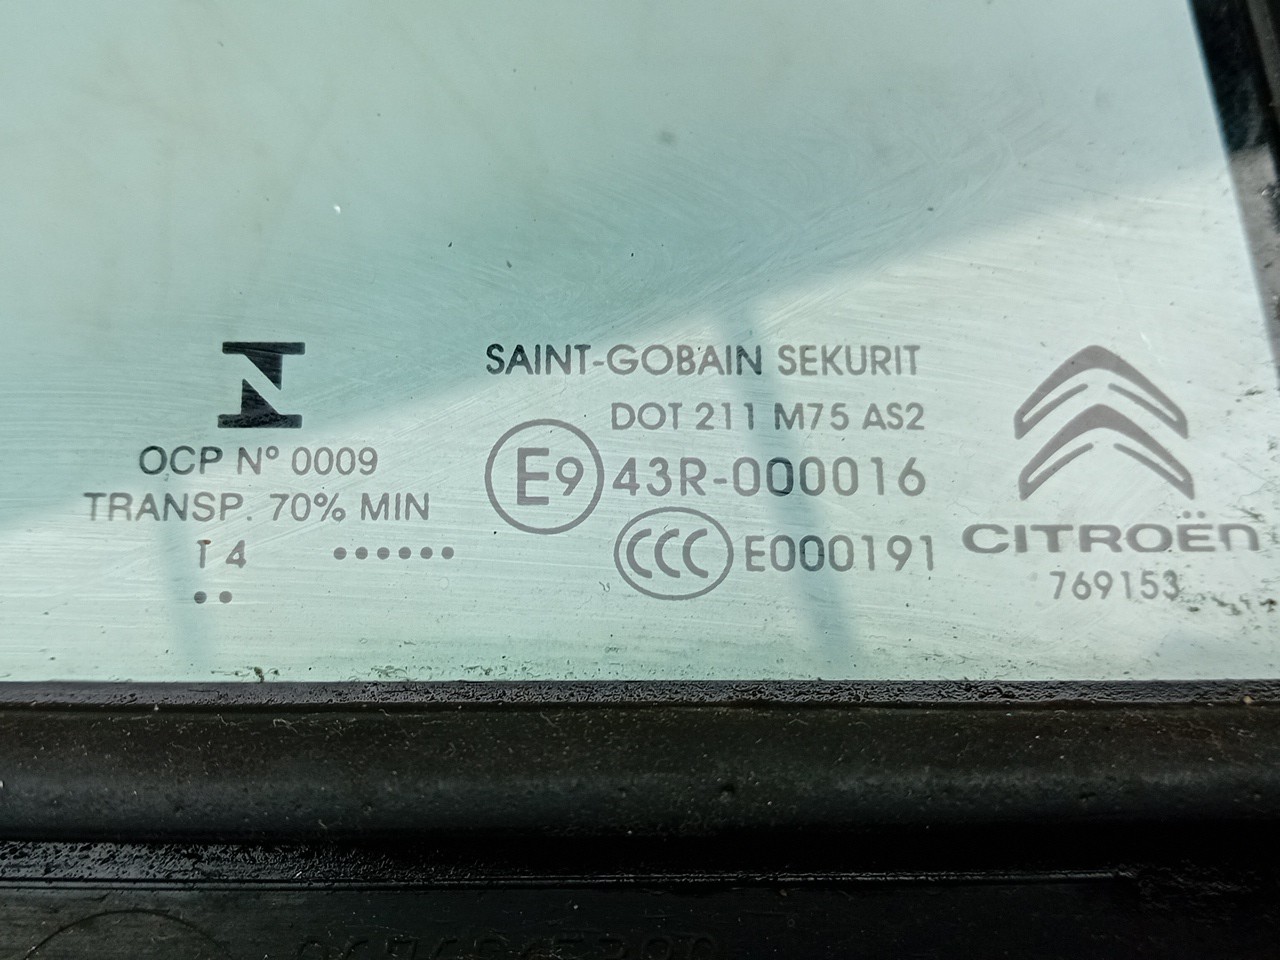 OCP N° 0009
TRANSP. 70% MIN
T 4 ••••••
••
SAINT-GOBAIN SEKURIT
DOT 211 M75 AS2
E9 43R-000016
CCC E000191
CITROËN
769153